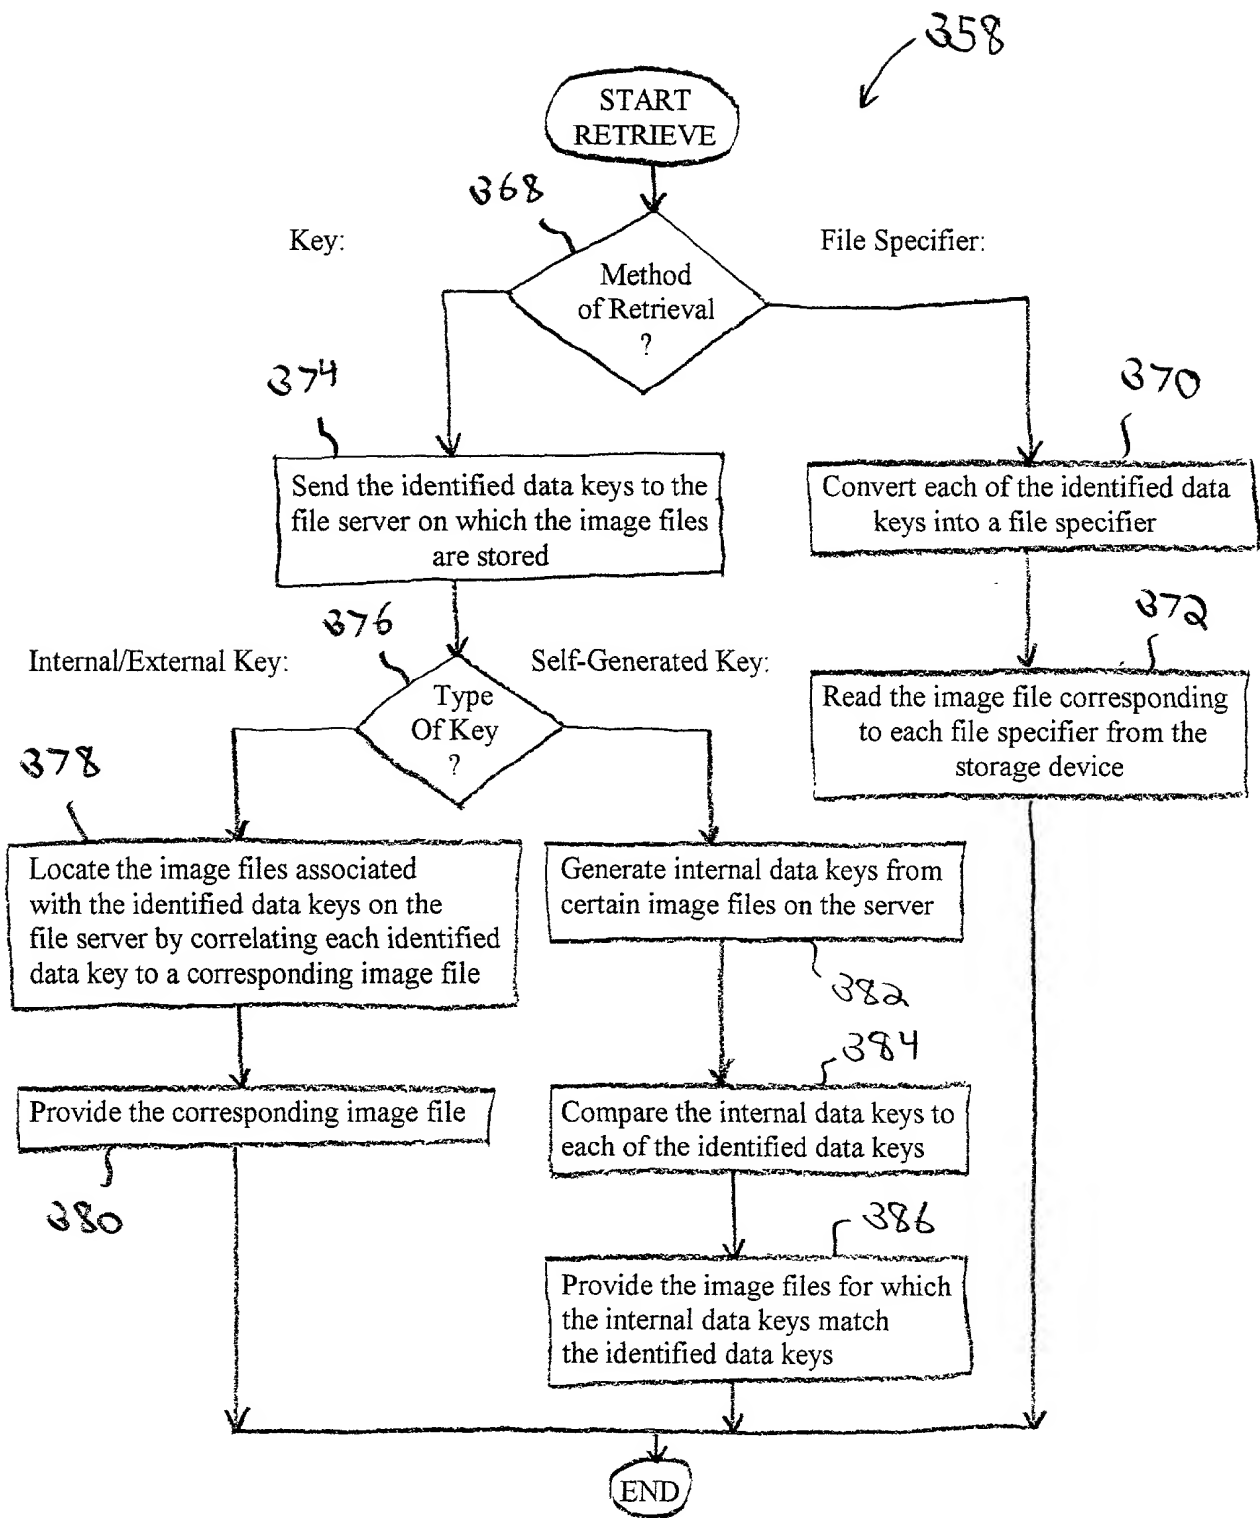 358
START
RETRIEVE
368
Key:
File Specifier:
Method
of Retrieval
?
374
370
Send the identified data keys to the
file server on which the image files
are stored
Convert each of the identified data
keys into a file specifier
376
372
Internal/External Key:
Self-Generated Key:
Type
Of Key
?
Read the image file corresponding
to each file specifier from the
storage device
378
Locate the image files associated
with the identified data keys on the
file server by correlating each identified
data key to a corresponding image file
Generate internal data keys from
certain image files on the server
382
384
Provide the corresponding image file
380
Compare the internal data keys to
each of the identified data keys
386
Provide the image files for which
the internal data keys match
the identified data keys
END